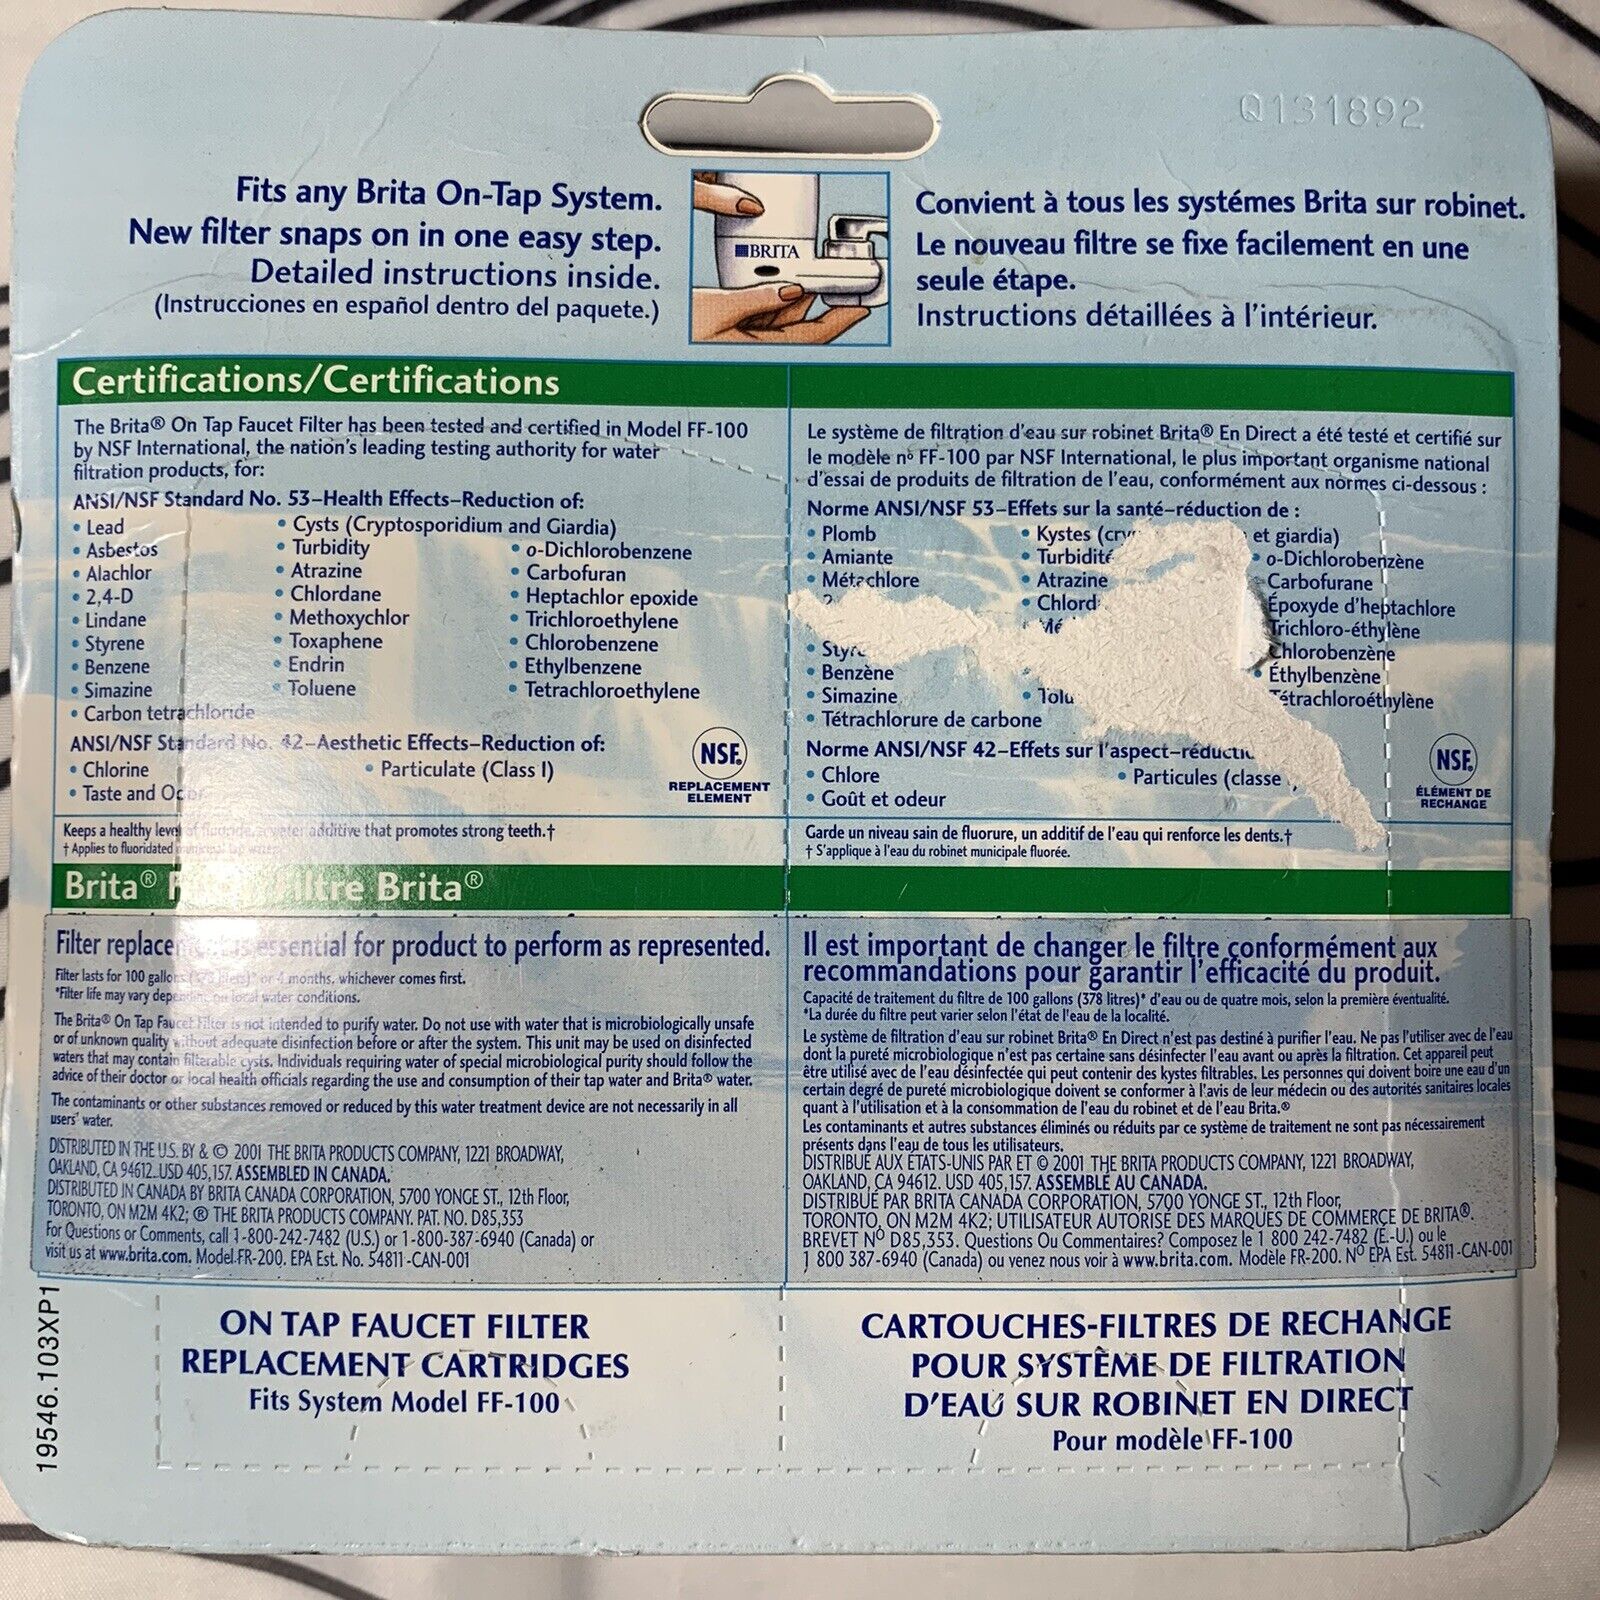 Q131892
Fits any Brita On-Tap System.
New filter snaps on in one easy step.
Detailed instructions inside.
(Instrucciones en español dentro del paquete.)
BRITA
Convient à tous les systémes Brita sur robinet.
Le nouveau filtre se fixe facilement en une
seule étape.
Instructions détaillées à l'intérieur.
Certifications/Certifications
The Brita® On Tap Faucet Filter has been tested and certified in Model FF-100
by NSF International, the nation's leading testing authority for water
filtration products, for:
ANSI/NSF Standard No. 53–Health Effects–Reduction of:
• Lead
• Asbestos
• Alachlor
• 2,4-D
• Lindane
• Styrene
• Benzene
• Simazine
• Carbon tetrachloride
• Cysts (Cryptosporidium and Giardia)
• Turbidity
• Atrazine
• Chlordane
• Methoxychlor
• Toxaphene
• Endrin
• Toluene
• o-Dichlorobenzene
• Carbofuran
• Heptachlor epoxide
• Trichloroethylene
• Chlorobenzene
• Ethylbenzene
• Tetrachloroethylene
ANSI/NSF Standard No. 42–Aesthetic Effects–Reduction of:
• Chlorine
• Taste and Odor
• Particulate (Class I)
NSF.
REPLACEMENT
ELEMENT
Keeps a healthy level of fluoride, a water additive that promotes strong teeth.†
† Applies to fluoridated municipal tap water.
Le système de filtration d'eau sur robinet Brita® En Direct a été testé et certifié sur
le modèle nº FF-100 par NSF International, le plus important organisme national
d'essai de produits de filtration de l'eau, conformément aux normes ci-dessous :
Norme ANSI/NSF 53–Effets sur la santé–réduction de :
• Plomb
• Amiante
• Métachlore
• Benzène
• Simazine
• Tétrachlorure de carbone
• Kystes et giardia)
• Turbidité
• Atrazine
• o-Dichlorobenzène
Carbofurane
Époxyde d'heptachlore
Trichloro-éthylène
Chlorobenzène
• Éthylbenzène
Tétrachloroéthylène
Norme ANSI/NSF 42–Effets sur l'aspect–
• Chlore
• Goût et odeur
• Particules (classe
NSF.
ÉLÉMENT DE
RECHANGE
Garde un niveau sain de fluorure, un additif de l'eau qui renforce les dents.†
† S'applique à l'eau du robinet municipale fluorée.
Brita® Filtre Brita®
Filter replacement is essential for product to perform as represented.
Filter lasts for 100 gallons (378 liters)* or 4 months, whichever comes first.
*Filter life may vary depending on local water conditions.
The Brita® On Tap Faucet Filter is not intended to purify water. Do not use with water that is microbiologically unsafe
or of unknown quality without adequate disinfection before or after the system. This unit may be used on disinfected
waters that may contain filterable cysts. Individuals requiring water of special microbiological purity should follow the
advice of their doctor or local health officials regarding the use and consumption of their tap water and Brita® water.
The contaminants or other substances removed or reduced by this water treatment device are not necessarily in all
users' water.
DISTRIBUTED IN THE U.S. BY & © 2001 THE BRITA PRODUCTS COMPANY, 1221 BROADWAY,
OAKLAND, CA 94612. USD 405,157. ASSEMBLED IN CANADA.
DISTRIBUTED IN CANADA BY BRITA CANADA CORPORATION, 5700 YONGE ST., 12th Floor,
TORONTO, ON M2M 4K2; ® THE BRITA PRODUCTS COMPANY. PAT. NO. D85,353
For Questions or Comments, call 1-800-242-7482 (U.S.) or 1-800-387-6940 (Canada) or
visit us at www.brita.com. Model FR-200. EPA Est. No. 54811-CAN-001
Il est important de changer le filtre conformément aux
recommandations pour garantir l'efficacité du produit.
Capacité de traitement du filtre de 100 gallons (378 litres)* d'eau ou de quatre mois, selon la première éventualité.
*La durée du filtre peut varier selon l'état de l'eau de la localité.
Le système de filtration d'eau sur robinet Brita® En Direct n'est pas destiné à purifier l'eau. Ne pas l'utiliser avec de l'eau
dont la pureté microbiologique n'est pas certaine sans désinfecter l'eau avant ou après la filtration. Cet appareil peut
être utilisé avec de l'eau désinfectée qui peut contenir des kystes filtrables. Les personnes qui doivent boire une eau d'un
certain degré de pureté microbiologique doivent se conformer à l'avis de leur médecin ou des autorités sanitaires locales
quant à l'utilisation et à la consommation de l'eau du robinet et de l'eau Brita.®
Les contaminants et autres substances éliminés ou réduits par ce système de traitement ne sont pas nécessairement
présents dans l'eau de tous les utilisateurs.
DISTRIBUÉ AUX ÉTATS-UNIS PAR ET © 2001 THE BRITA PRODUCTS COMPANY, 1221 BROADWAY,
OAKLAND, CA 94612. USD 405,157. ASSEMBLÉ AU CANADA.
DISTRIBUÉ PAR BRITA CANADA CORPORATION, 5700 YONGE ST., 12th Floor,
TORONTO, ON M2M 4K2; UTILISATEUR AUTORISÉ DES MARQUES DE COMMERCE DE BRITA®.
BREVET Nº D85,353. Questions Ou Commentaires? Composez le 1 800 242-7482 (É.-U.) ou le
1 800 387-6940 (Canada) ou venez nous voir à www.brita.com. Modèle FR-200. Nº EPA Est. 54811-CAN-001
19546.103XP1
ON TAP FAUCET FILTER
REPLACEMENT CARTRIDGES
Fits System Model FF-100
CARTOUCHES-FILTRES DE RECHANGE
POUR SYSTÈME DE FILTRATION
D'EAU SUR ROBINET EN DIRECT
Pour modèle FF-100